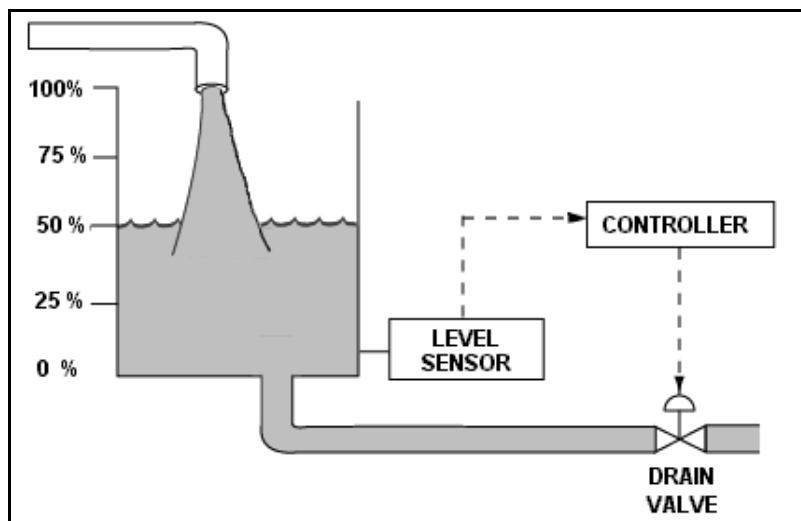 100%
75 %
50 %
25 %
0 %
CONTROLLER
LEVEL
SENSOR
DRAIN
VALVE